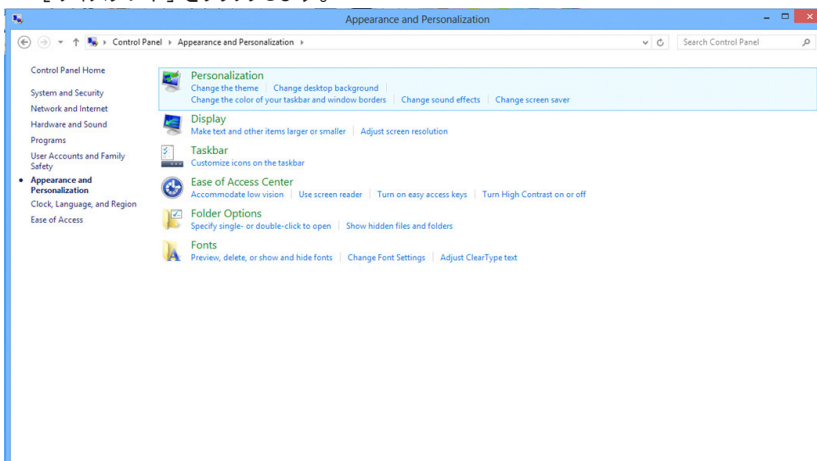 Appearance and Personalization
Control Panel Appearance and Personalization
Search Control Panel
Control Panel Home
System and Security
Network and Internet
Hardware and Sound
Programs
User Accounts and Family
Safety
Appearance and
Personalization
Clock, Language, and Region
Ease of Access
Personalization
Change the theme Change desktop background
Change the color of your taskbar and window borders Change sound effects Change screen saver
Display
Make text and other items larger or smaller Adjust screen resolution
Taskbar
Customize icons on the taskbar
Ease of Access Center
Accommodate low vision Use screen reader Turn on easy access keys Turn High Contrast on or off
Folder Options
Specify single- or double-click to open Show hidden files and folders
Fonts
Preview, delete, or show and hide fonts Change Font Settings Adjust ClearType text